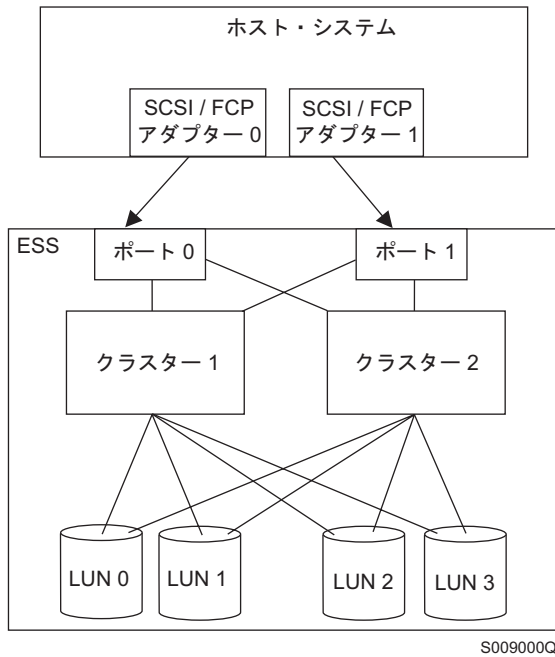 ホスト・システム
SCSI / FCP
アダプター 0
SCSI / FCP
アダプター 1
ESS
ポート 0
ポート 1
クラスター 1
クラスター 2
LUN 0
LUN 1
LUN 2
LUN 3
S009000Q